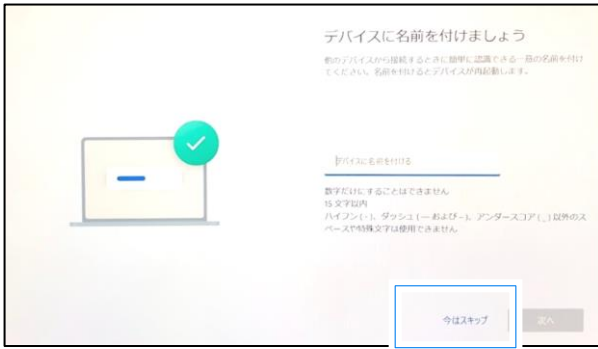 デバイスに名前を付けましょう
他のデバイスから接続するときに簡単に認識できる一意の名前を付け
てください。名前を付けるとデバイスが再起動します。
デバイスに名前を付ける
数字だけにすることはできません
15 文字以内
ハイフン (-)、ダッシュ (— および -)、アンダースコア (_) 以外のス
ペースや特殊文字は使用できません
今はスキップ
次へ